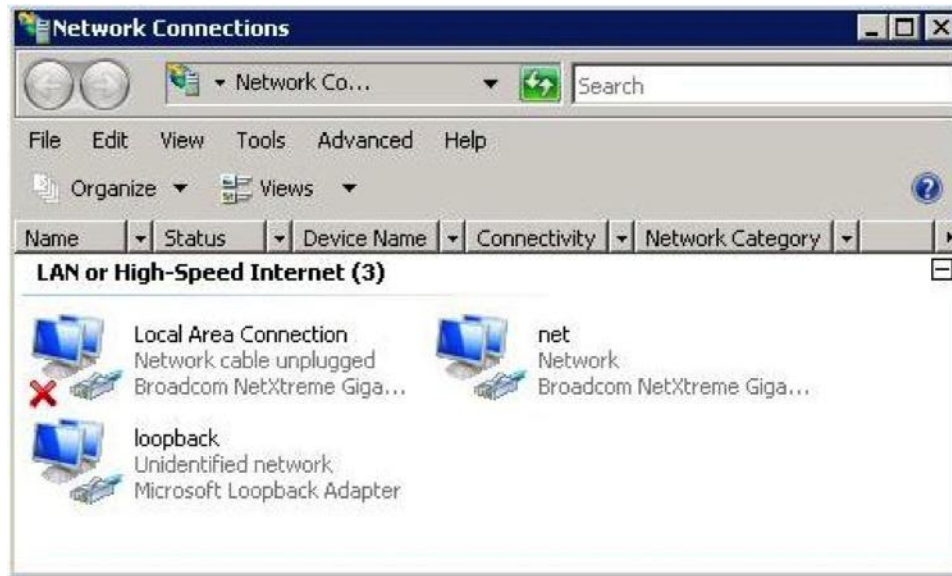 Network Connections
Network Co...
Search
File Edit View Tools Advanced Help
Organize Views
Name Status Device Name Connectivity Network Category
LAN or High-Speed Internet (3)
Local Area Connection
Network cable unplugged
Broadcom NetXtreme Giga...
net
Network
Broadcom NetXtreme Giga...
loopback
Unidentified network
Microsoft Loopback Adapter